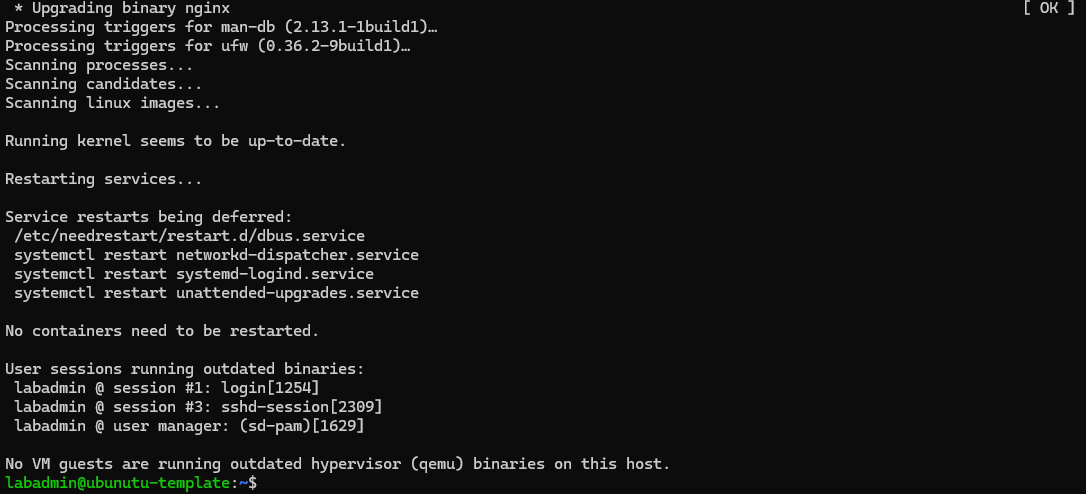 * Upgrading binary nginx [ OK ]
Processing triggers for man-db (2.13.1-1build1)…
Processing triggers for ufw (0.36.2-9build1)…
Scanning processes...
Scanning candidates...
Scanning linux images...

Running kernel seems to be up-to-date.

Restarting services...

Service restarts being deferred:
 /etc/needrestart/restart.d/dbus.service
 systemctl restart networkd-dispatcher.service
 systemctl restart systemd-logind.service
 systemctl restart unattended-upgrades.service

No containers need to be restarted.

User sessions running outdated binaries:
 labadmin @ session #1: login[1254]
 labadmin @ session #3: sshd-session[2309]
 labadmin @ user manager: (sd-pam)[1629]

No VM guests are running outdated hypervisor (qemu) binaries on this host.
labadmin@ubunutu-template:~$